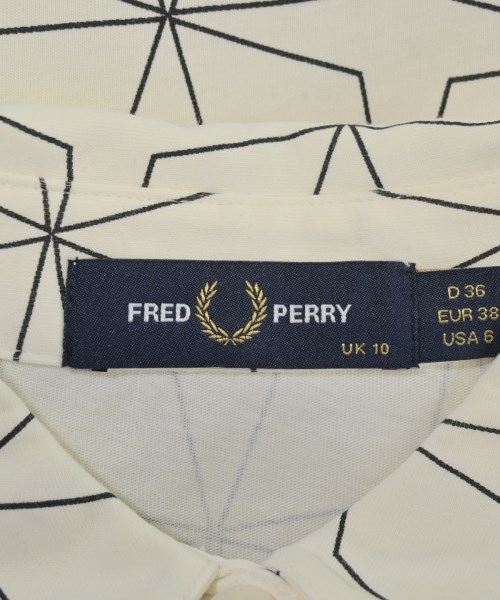 FRED PERRY
UK 10
D 36
EUR 38
USA 6